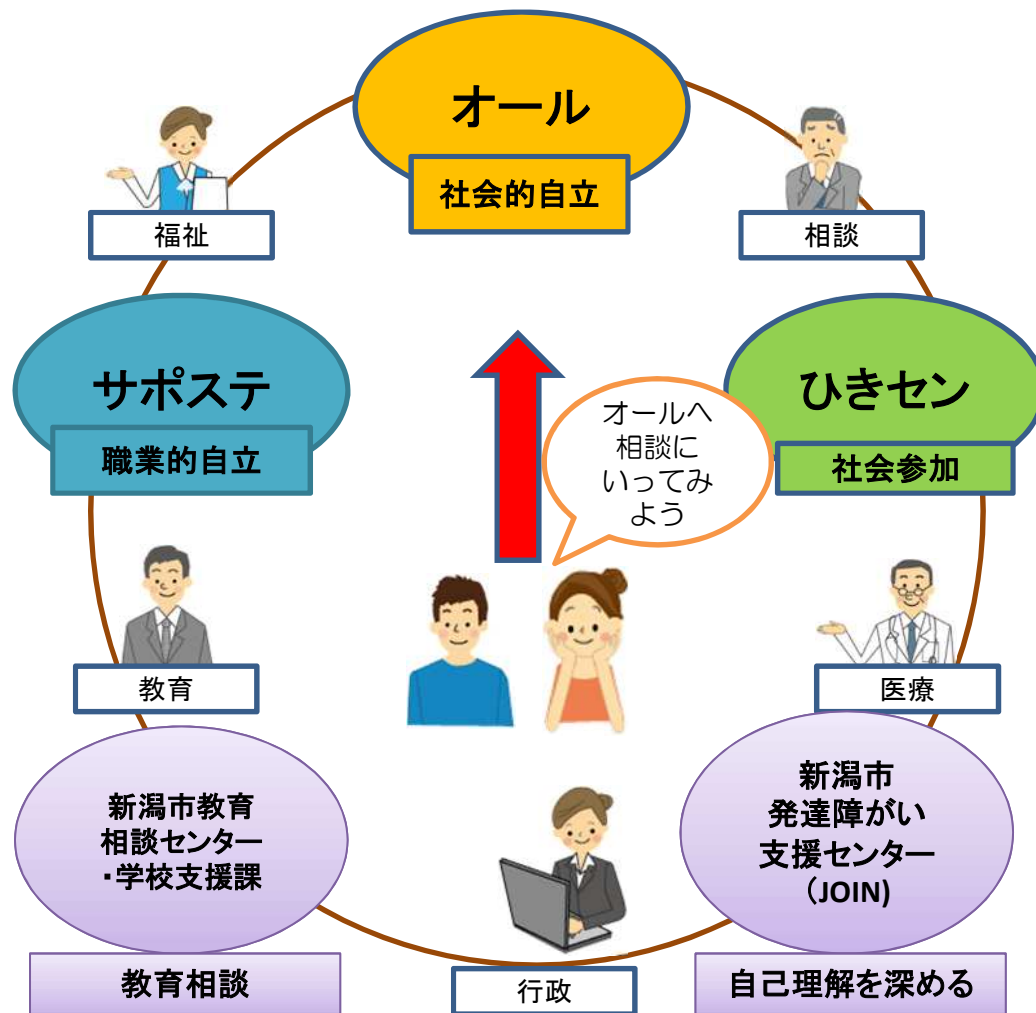 オール
社会的自立
福祉
相談
サポステ
職業的自立
ひきセン
社会参加
オールへ
相談に
いってみ
よう
教育
医療
新潟市教育
相談センター
・学校支援課
教育相談
新潟市
発達障がい
支援センター
（JOIN)
自己理解を深める
行政